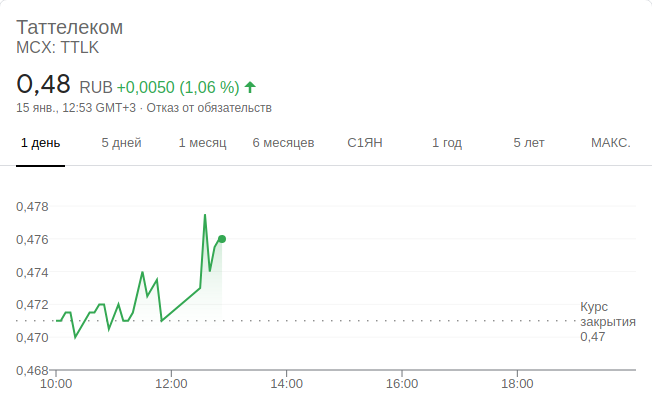 Таттелеком
MCX: TTLK
0,48 RUB +0,0050 (1,06 %)
15 янв., 12:53 GMT+3 · Отказ от обязательств
1 день 5 дней 1 месяц 6 месяцев С1ЯН 1 год 5 лет МАКС.
0,478
0,476
0,474
0,472
Курс
закрытия
0,47
0,470
0,468
10:00 12:00 14:00 16:00 18:00